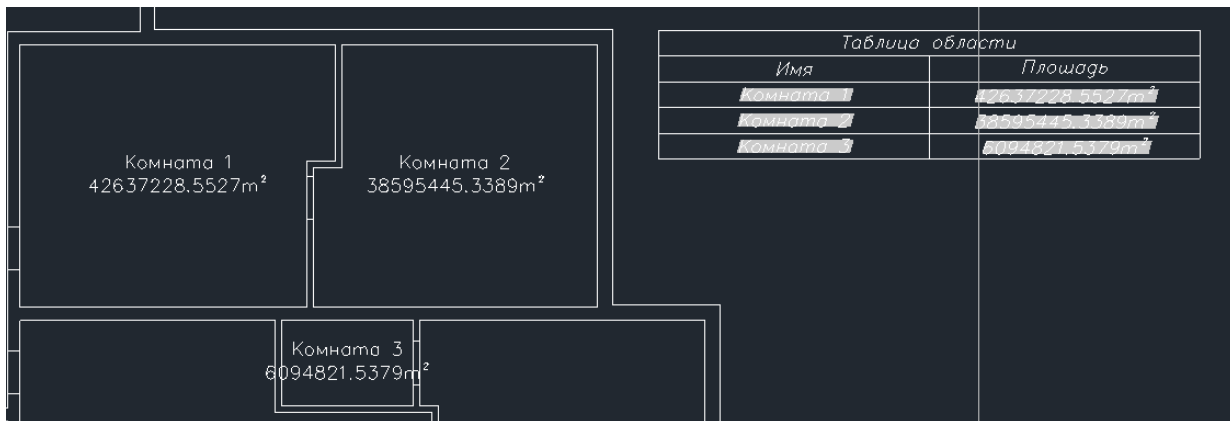 Таблица области
Имя Площадь
Комната 1 42637228.5527m²
Комната 2 38595445.3389m²
Комната 3 6094821.5379m²
Комната 1
42637228.5527m²
Комната 2
38595445.3389m²
Комната 3
6094821.5379m²